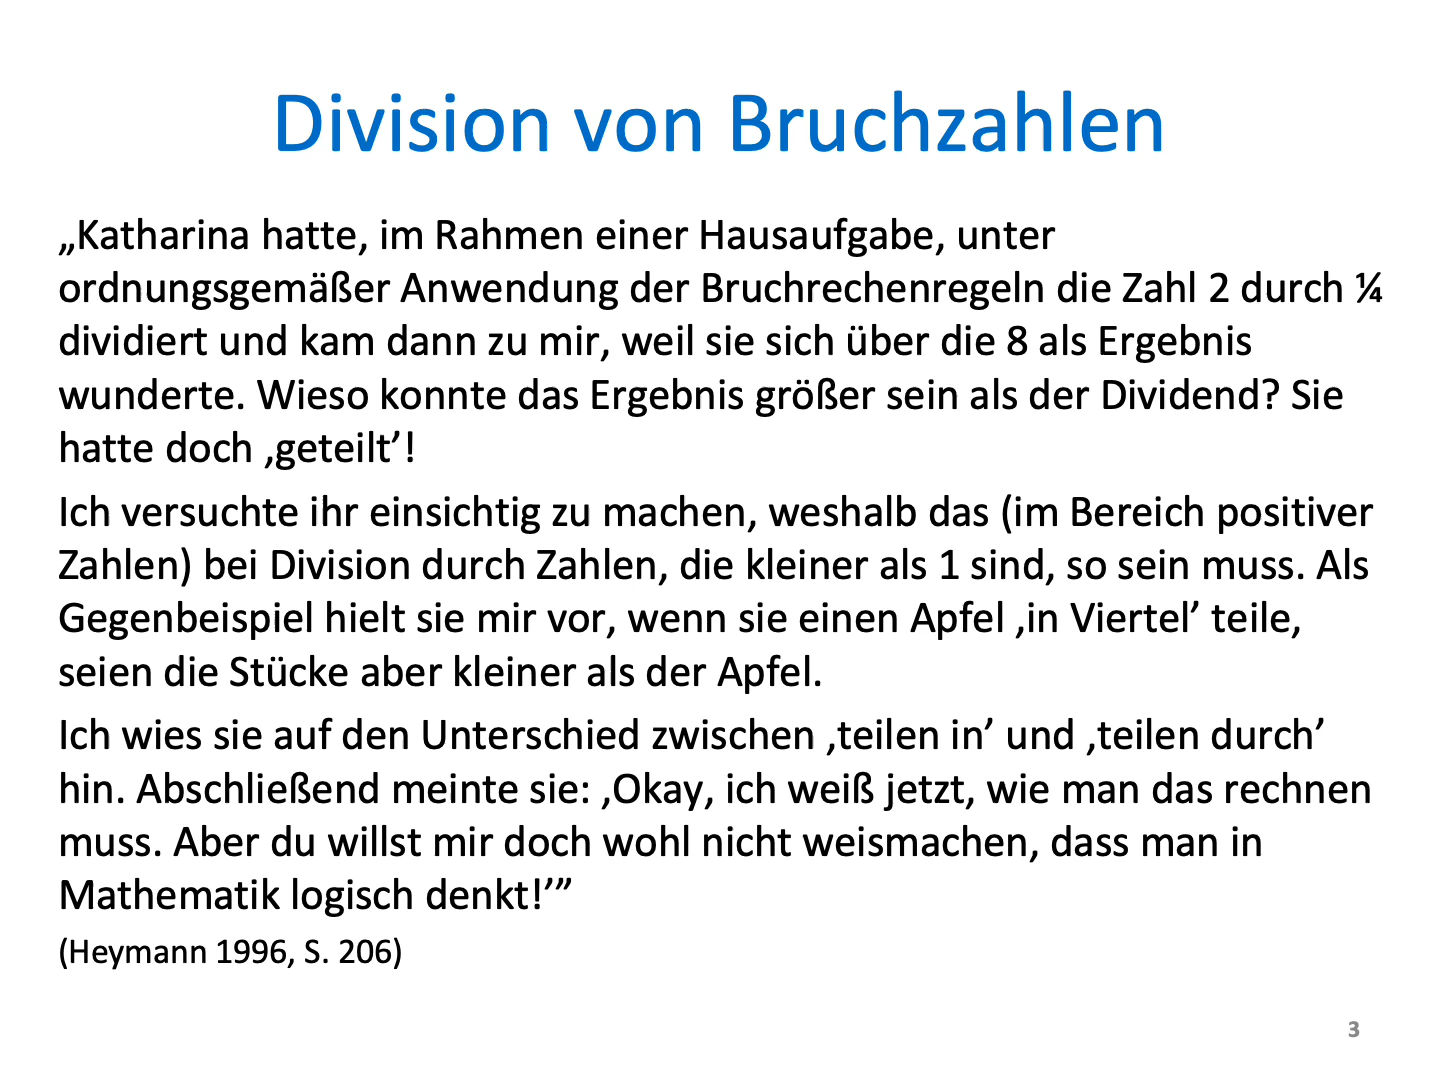 Division von Bruchzahlen
„Katharina hatte, im Rahmen einer Hausaufgabe, unter
ordnungsgemäßer Anwendung der Bruchrechenregeln die Zahl 2 durch ¼
dividiert und kam dann zu mir, weil sie sich über die 8 als Ergebnis
wunderte. Wieso konnte das Ergebnis größer sein als der Dividend? Sie
hatte doch ‚geteilt’!
Ich versuchte ihr einsichtig zu machen, weshalb das (im Bereich positiver
Zahlen) bei Division durch Zahlen, die kleiner als 1 sind, so sein muss. Als
Gegenbeispiel hielt sie mir vor, wenn sie einen Apfel ‚in Viertel’ teile,
seien die Stücke aber kleiner als der Apfel.
Ich wies sie auf den Unterschied zwischen ‚teilen in’ und ‚teilen durch’
hin. Abschließend meinte sie: ‚Okay, ich weiß jetzt, wie man das rechnen
muss. Aber du willst mir doch wohl nicht weismachen, dass man in
Mathematik logisch denkt!’”
(Heymann 1996, S. 206)
3